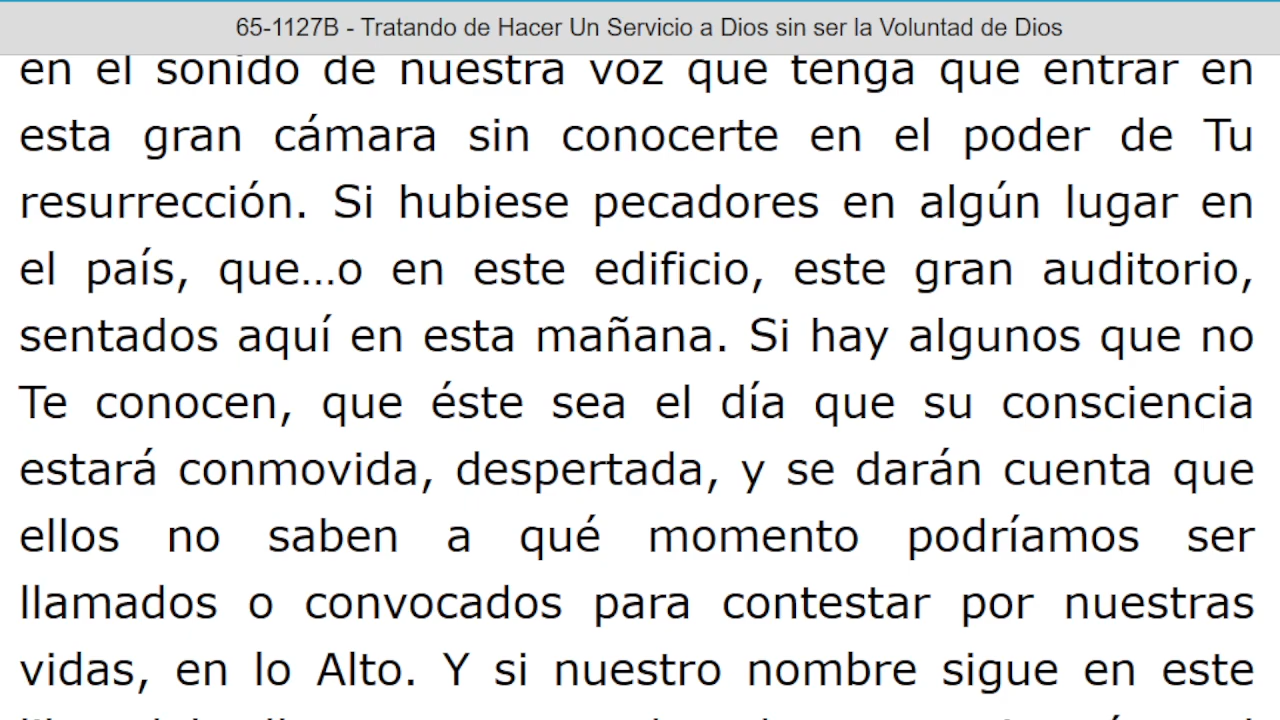 65-1127B - Tratando de Hacer Un Servicio a Dios sin ser la Voluntad de Dios
en el sonido de nuestra voz que tenga que entrar en
esta gran cámara sin conocerte en el poder de Tu
resurrección. Si hubiese pecadores en algún lugar en
el país, que...o en este edificio, este gran auditorio,
sentados aquí en esta mañana. Si hay algunos que no
Te conocen, que éste sea el día que su consciencia
estará conmovida, despertada, y se darán cuenta que
ellos no saben a qué momento podríamos ser
llamados o convocados para contestar por nuestras
vidas, en lo Alto. Y si nuestro nombre sigue en este